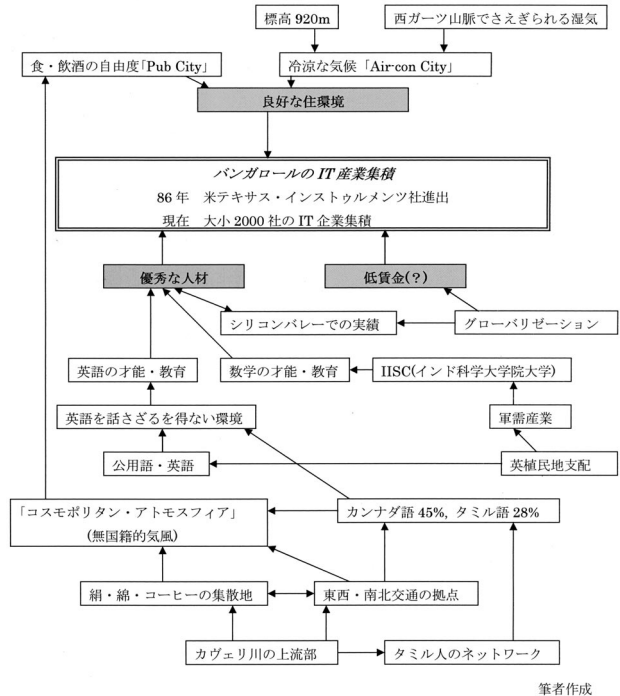 標高 920m
西ガーツ山脈でさえぎられる湿気
食・飲酒の自由度「Pub City」
冷涼な気候「Air-con City」
良好な住環境
バンガロールの IT 産業集積
86 年　米テキサス・インストゥルメンツ社進出
現在　大小 2000 社の IT 企業集積
優秀な人材
低賃金(？)
シリコンバレーでの実績
グローバリゼーション
英語の才能・教育
数学の才能・教育
IISC(インド科学大学院大学)
英語を話さざるを得ない環境
軍需産業
公用語・英語
英植民地支配
「コスモポリタン・アトモスフィア」
(無国籍的気風)
カンナダ語 45%, タミル語 28%
絹・綿・コーヒーの集散地
東西・南北交通の拠点
カヴェリ川の上流部
タミル人のネットワーク
筆者作成